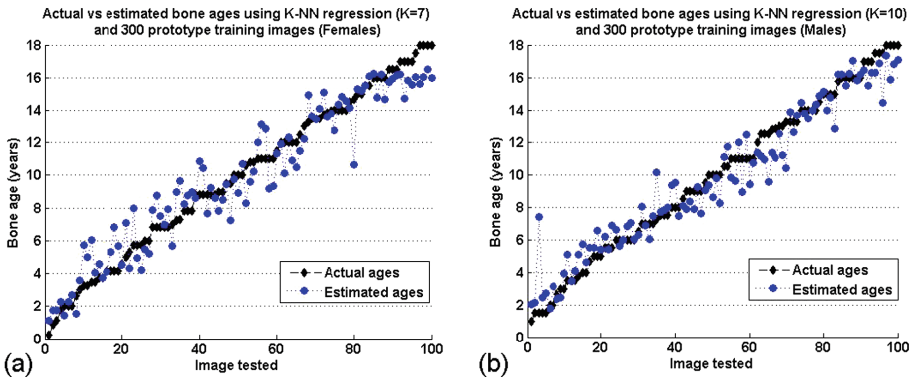 Actual vs estimated bone ages using K-NN regression (K=7)
and 300 prototype training images (Females)
18
16
14
12
10
8
6
4
2
0
Bone age (years)
Actual ages
Estimated ages
0
20
40
60
80
100
Image tested
(a)
Actual vs estimated bone ages using K-NN regression (K=10)
and 300 prototype training images (Males)
18
16
14
12
10
8
6
4
2
0
Bone age (years)
Actual ages
Estimated ages
0
20
40
60
80
100
Image tested
(b)